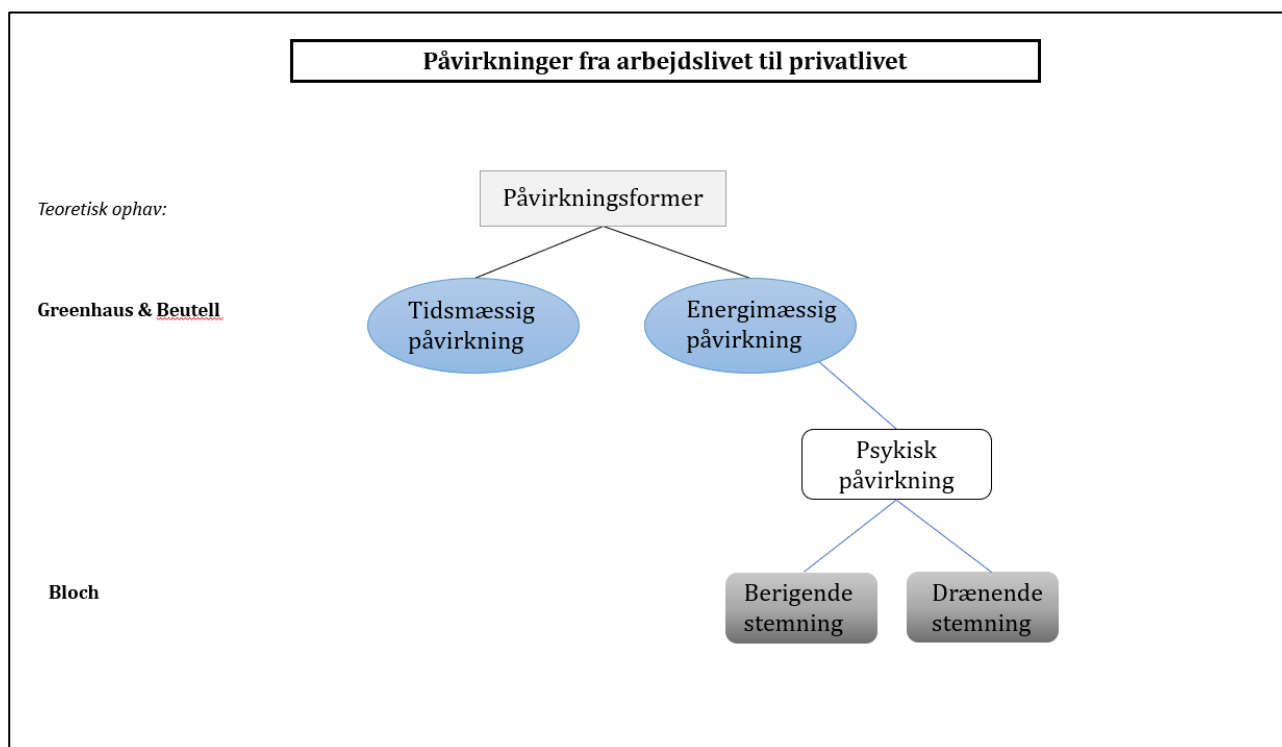 Påvirkninger fra arbejdslivet til privatlivet
Påvirkningsformer
Teoretisk ophav:
Greenhaus & Beutell
Tidsmæssig
påvirkning
Energimæssig
påvirkning
Psykisk
påvirkning
Bloch
Berigende
stemning
Drænende
stemning